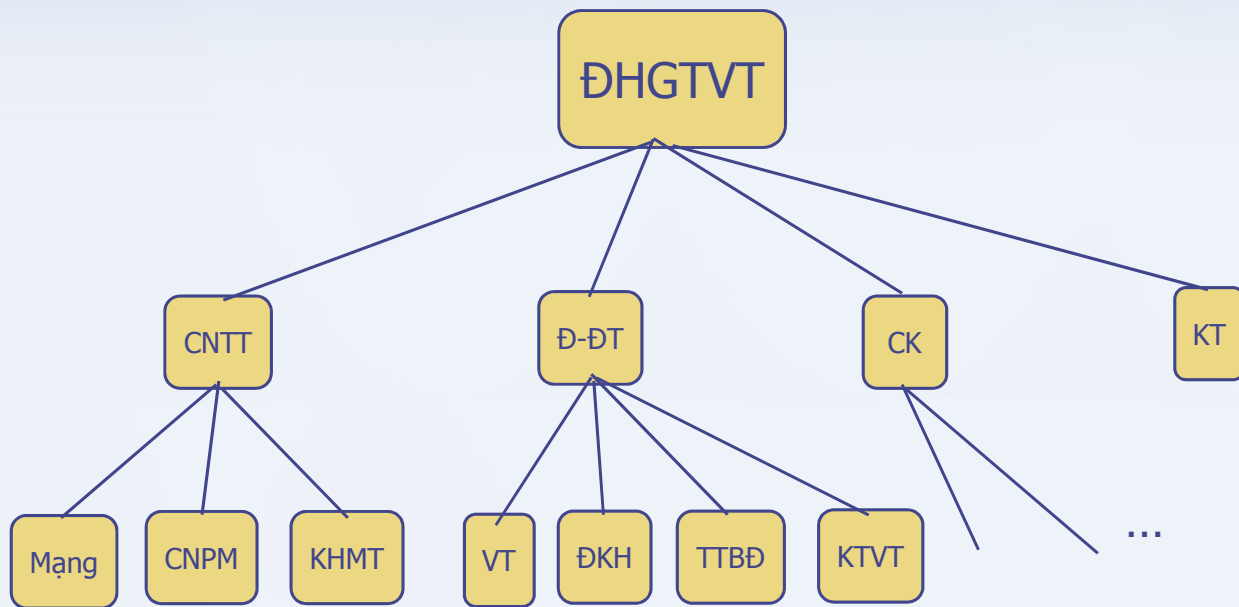 ĐHGTVT
CNTT
Đ-ĐT
CK
KT
Mạng
CNPM
KHMT
VT
ĐKH
TTBĐ
KTVT
...